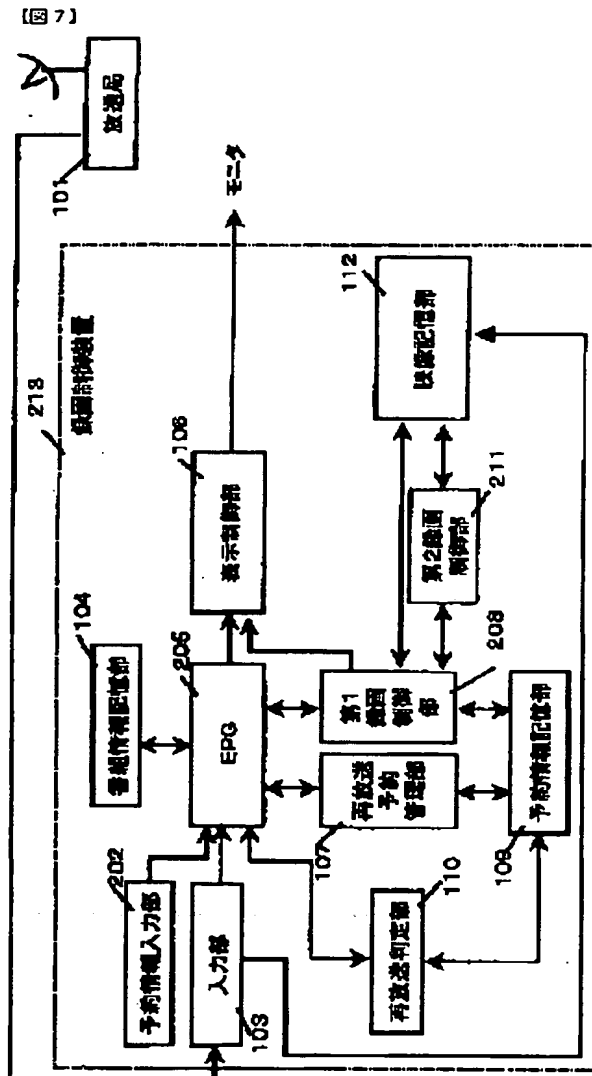 【図7】
放送局
101
モニタ
213
録画制御装置
104
番組情報記憶部
202
予約情報入力部
入力部
103
EPG
205
表示制御部
106
112
映像記憶部
第2録画
制御部
211
第1
録画
制御
部
208
再放送
予約
管理部
107
予約情報記憶部
109
再放送判定部
110